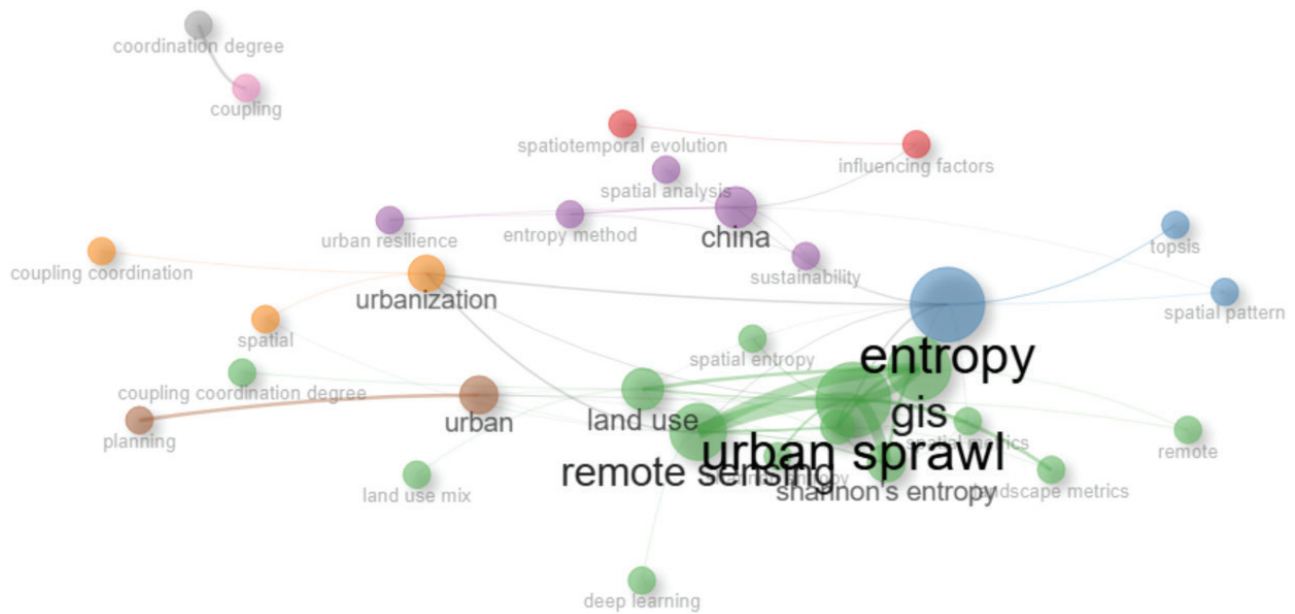 coordination degree
coupling
spatiotemporal evolution
influencing factors
spatial analysis
china
urban resilience
entropy method
sustainability
topsis
coupling coordination
urbanization
spatial pattern
spatial
spatial entropy
entropy
coupling coordination degree
planning
urban
land use
gis
spatial metrics
remote
urban sprawl
remote sensing
shannon's entropy
landscape metrics
land use mix
deep learning